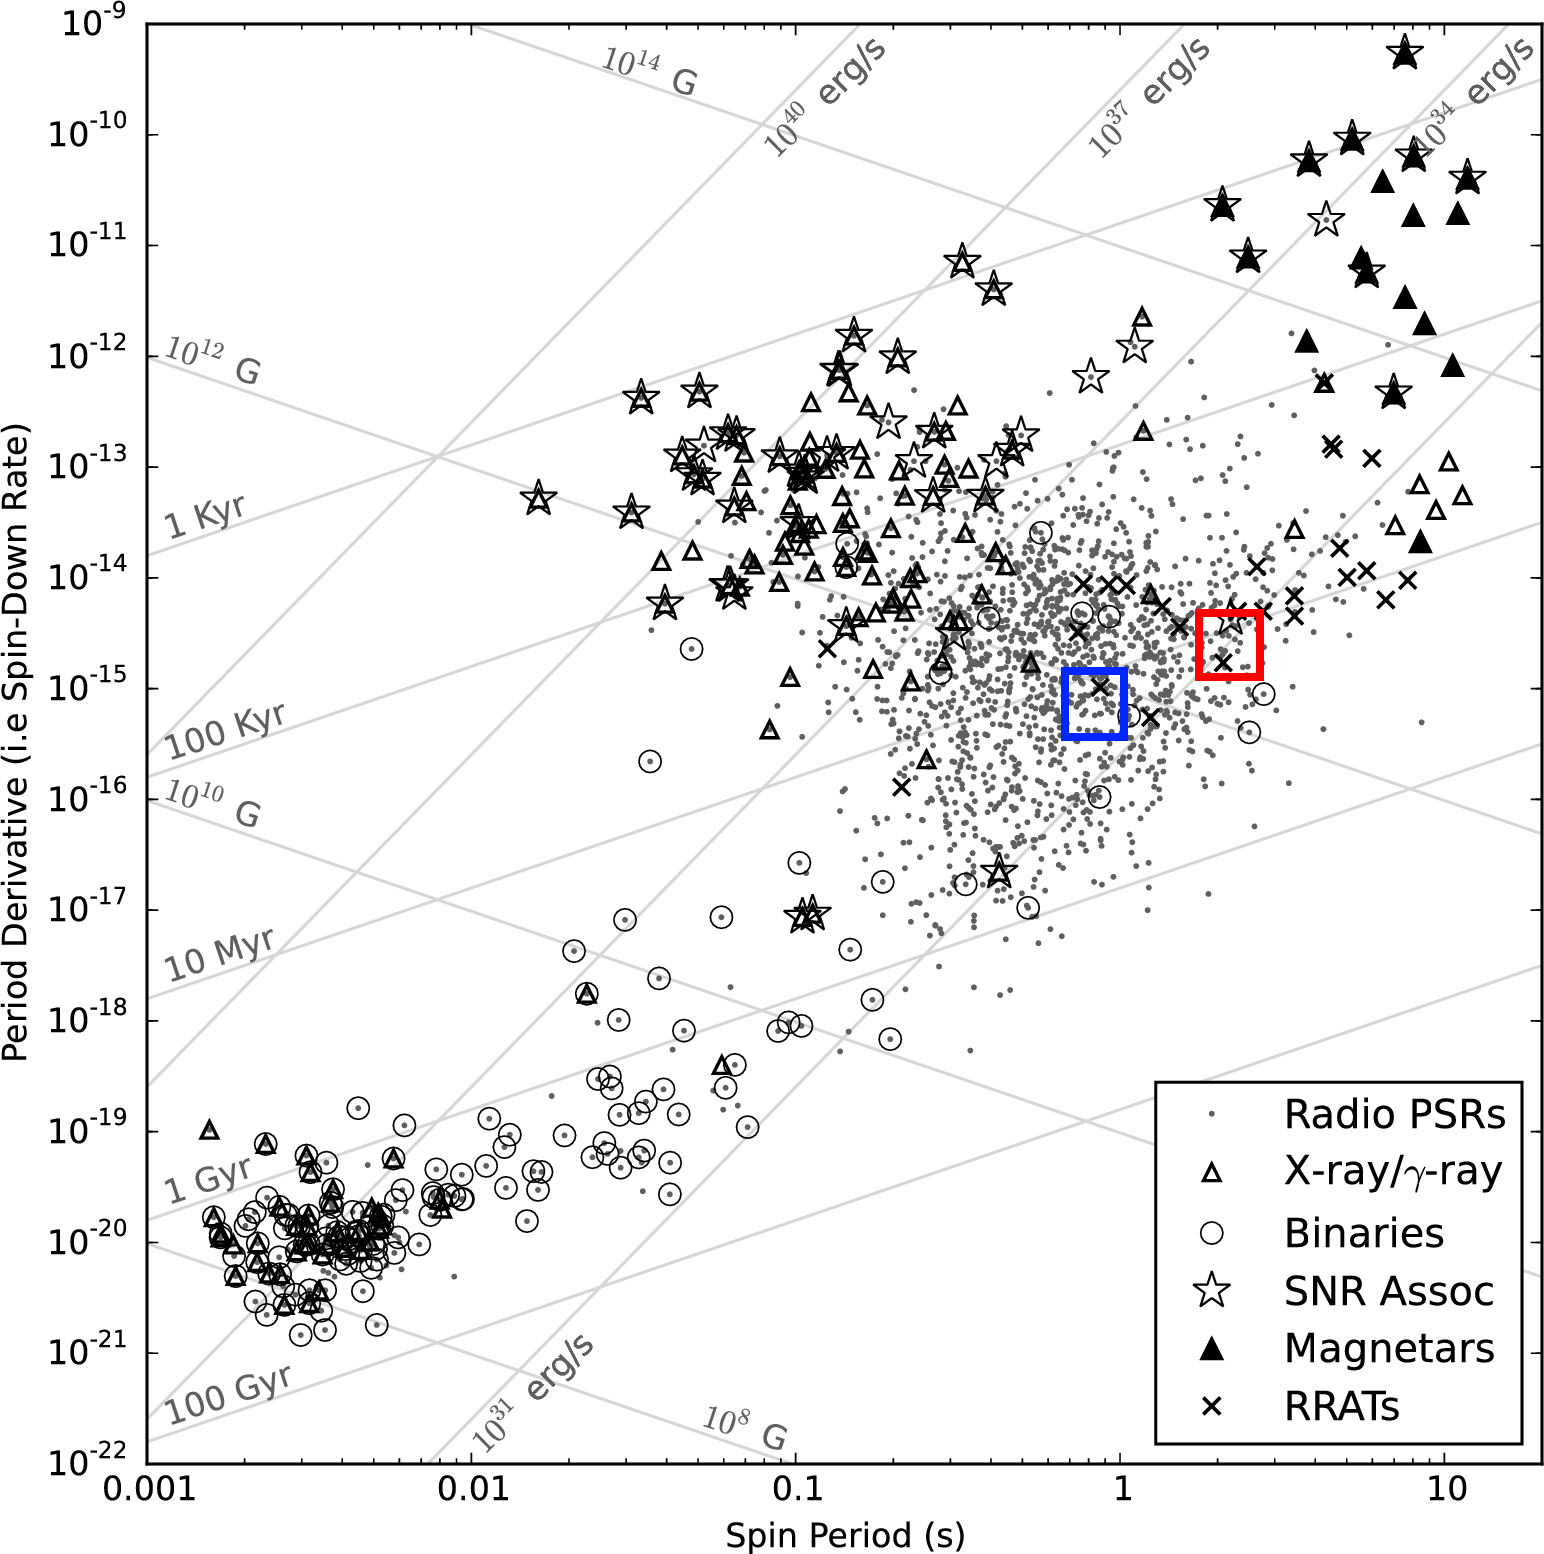 10^-9
10^-10
10^-11
10^-12
10^-13
10^-14
10^-15
10^-16
10^-17
10^-18
10^-19
10^-20
10^-21
10^-22
Period Derivative (i.e Spin-Down Rate)
10^14 G
10^40 erg/s
10^37 erg/s
10^34 erg/s
10^12 G
1 Kyr
100 Kyr
10^10 G
10 Myr
1 Gyr
100 Gyr
10^31 erg/s
10^8 G
Radio PSRs
X-ray/γ-ray
Binaries
SNR Assoc
Magnetars
RRATs
0.001
0.01
0.1
1
10
Spin Period (s)